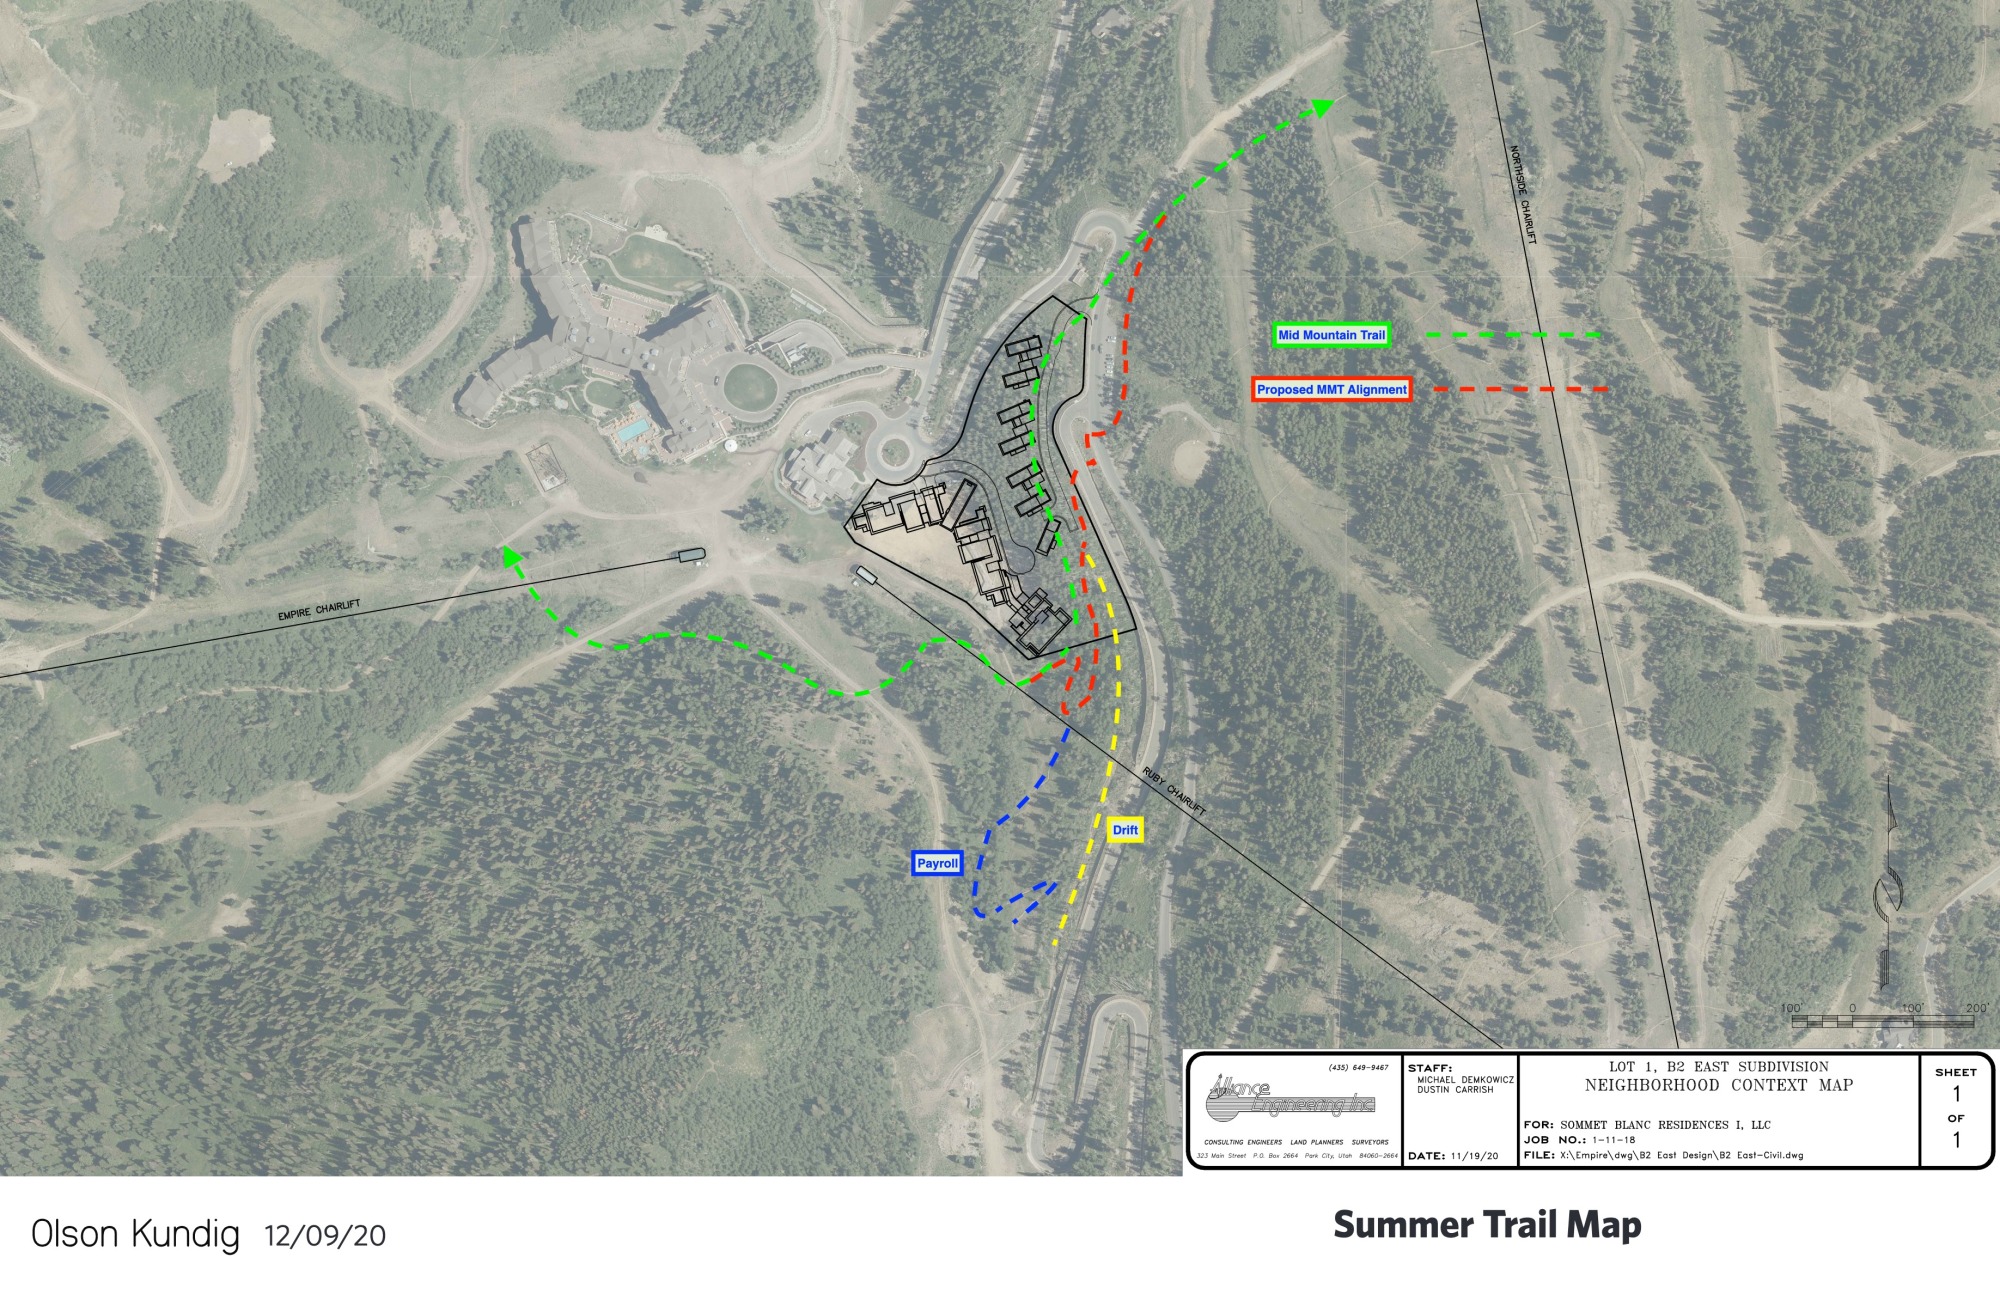 NORTHSIDE CHAIRLIFT
Mid Mountain Trail
Proposed MMT Alignment
EMPIRE CHAIRLIFT
RUBY CHAIRLIFT
Drift
Payroll
100' 0 100' 200'
(435) 649-9467
Alliance
Engineering Inc.
CONSULTING ENGINEERS LAND PLANNERS SURVEYORS
323 Main Street P.O. Box 2664 Park City, Utah 84060-2664
STAFF:
MICHAEL DEMKOWICZ
DUSTIN CARRISH
DATE: 11/19/20
LOT 1, B2 EAST SUBDIVISION
NEIGHBORHOOD CONTEXT MAP
FOR: SOMMET BLANC RESIDENCES I, LLC
JOB NO.: 1-11-18
FILE: X:\Empire\dwg\B2 East Design\B2 East-Civil.dwg
SHEET
1
OF
1
Olson Kundig 12/09/20
Summer Trail Map